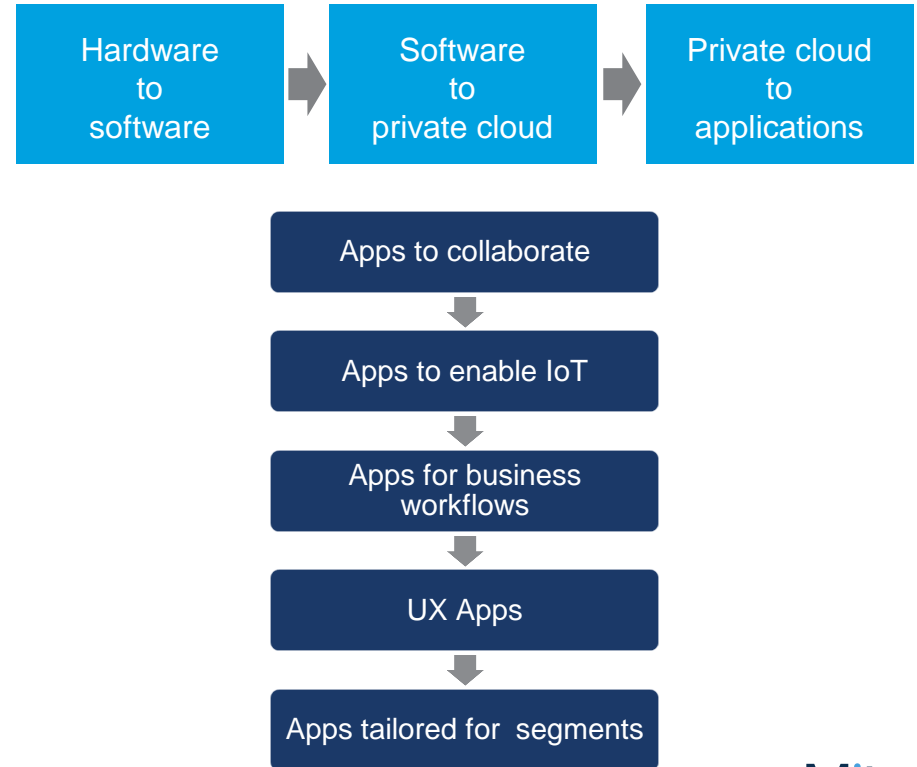 Hardware
to
software
Software
to
private cloud
Private cloud
to
applications
Apps to collaborate
Apps to enable IoT
Apps for business
workflows
UX Apps
Apps tailored for  segments